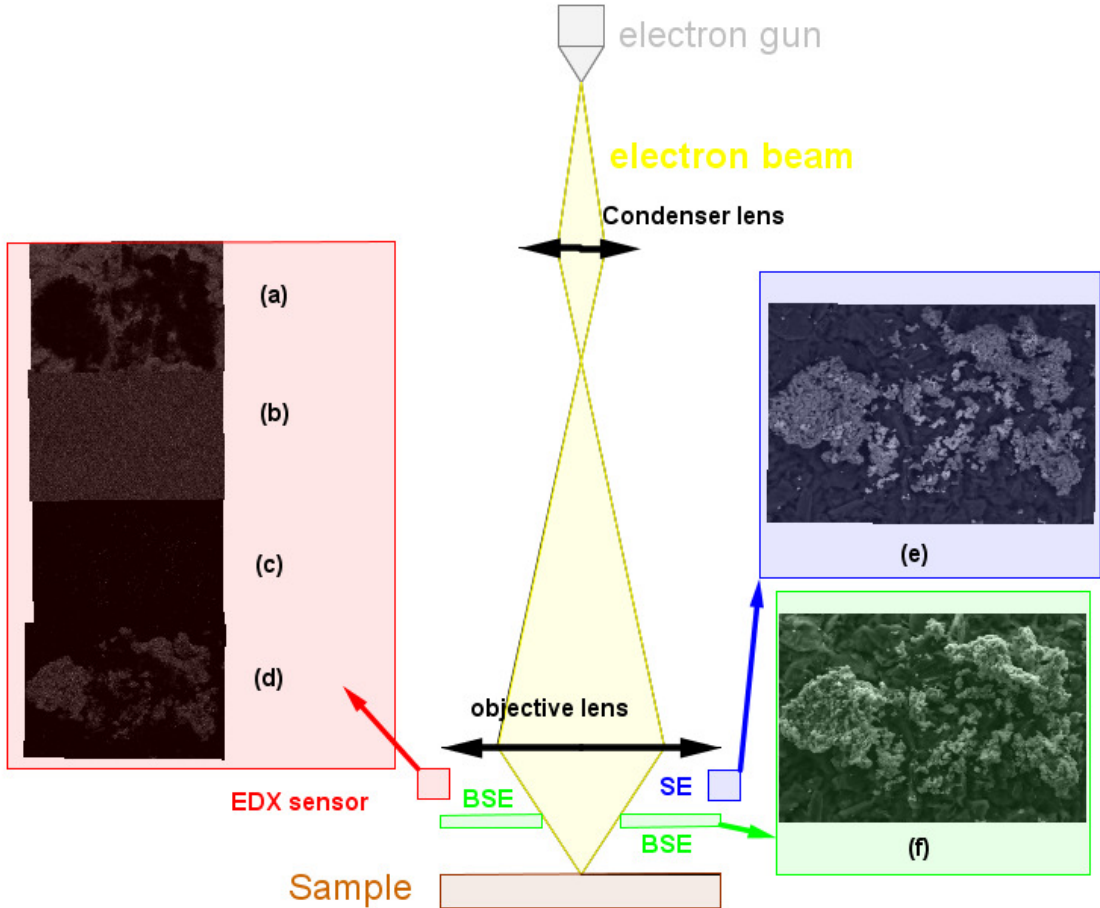 electron gun
electron beam
Condenser lens
(a)
(b)
(c)
(d)
(e)
objective lens
EDX sensor
BSE
SE
BSE
(f)
Sample